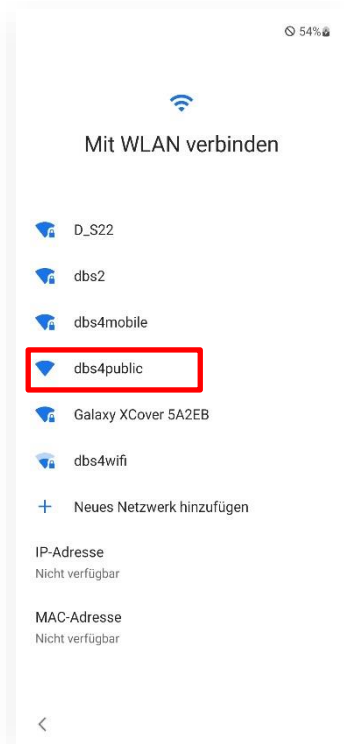 54%
Mit WLAN verbinden
D_S22
dbs2
dbs4mobile
dbs4public
Galaxy XCover 5A2EB
dbs4wifi
Neues Netzwerk hinzufügen
IP-Adresse
Nicht verfügbar
MAC-Adresse
Nicht verfügbar